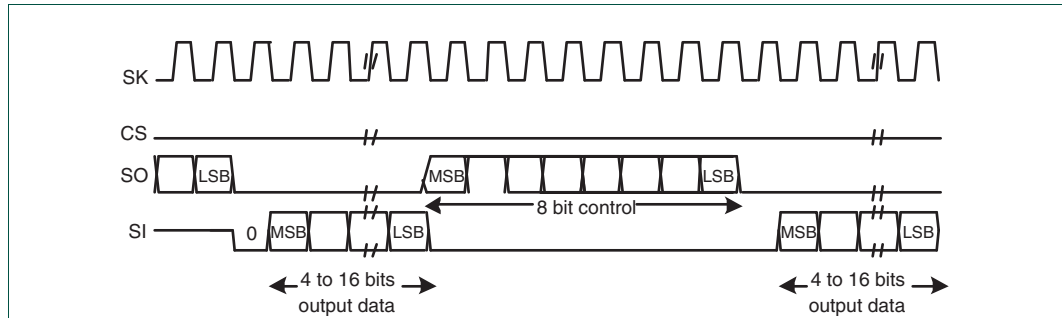 SK
CS
SO LSB MSB LSB
8 bit control
SI 0 MSB LSB MSB LSB
4 to 16 bits 4 to 16 bits
output data output data